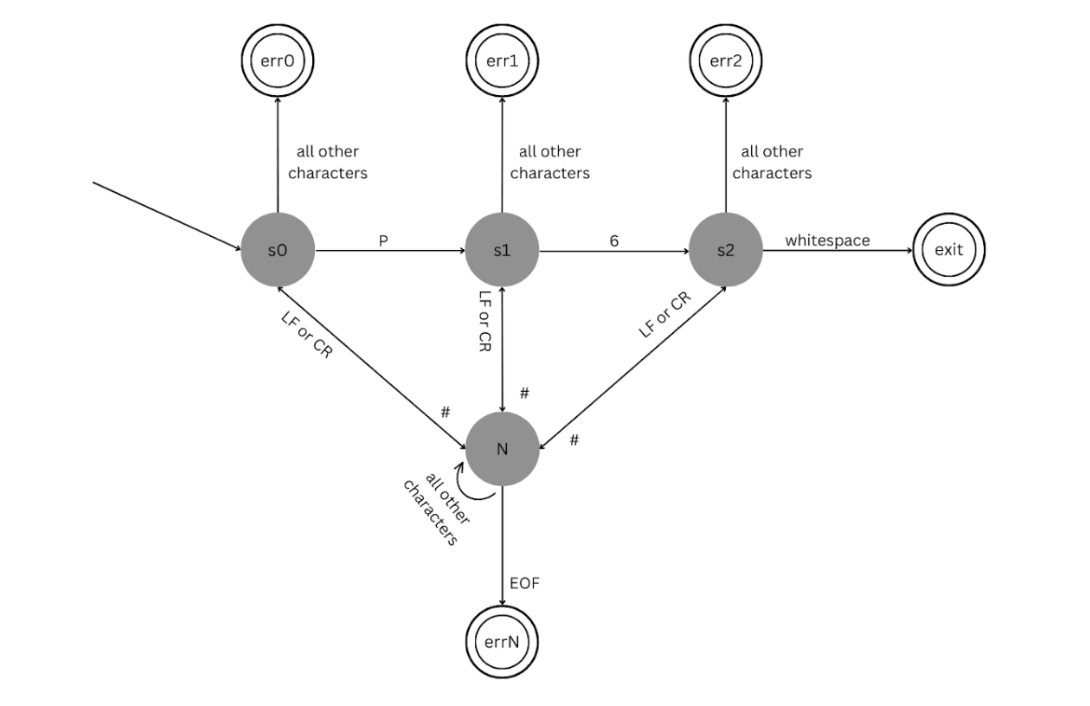 err0
err1
err2
all other
characters
all other
characters
all other
characters
s0
P
s1
6
s2
whitespace
exit
LF or CR
LF or CR
LF or CR
#
#
#
N
all other
characters
EOF
errN